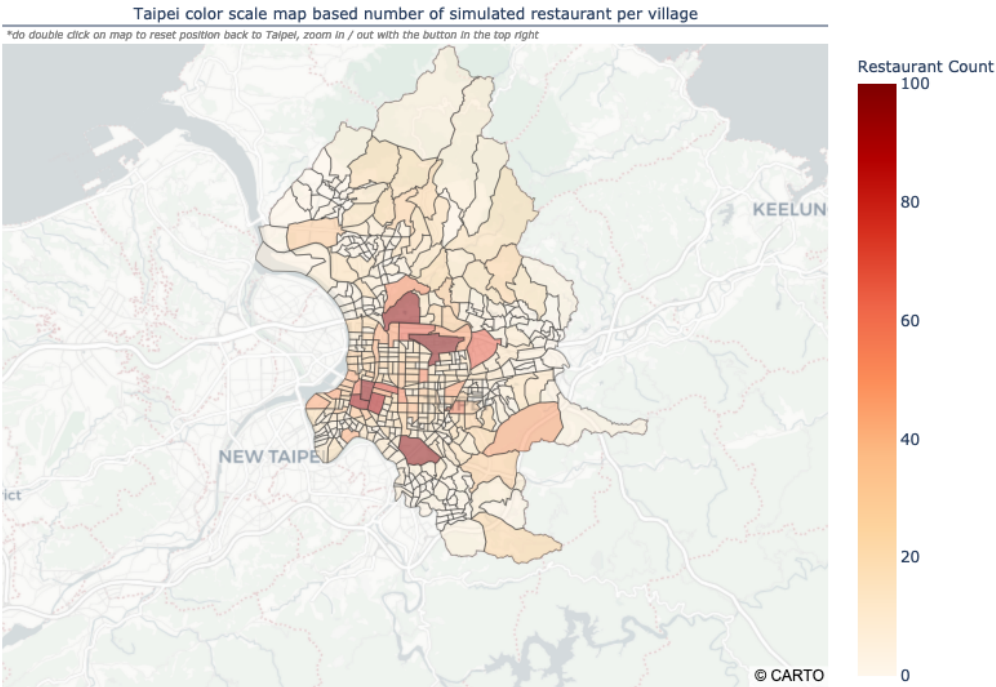 Taipei color scale map based number of simulated restaurant per village
*do double click on map to reset position back to Taipei, zoom in / out with the button in the top right
Restaurant Count
100
80
KEELUN
60
40
NEW TAIPEI
ict
20
© CARTO
0